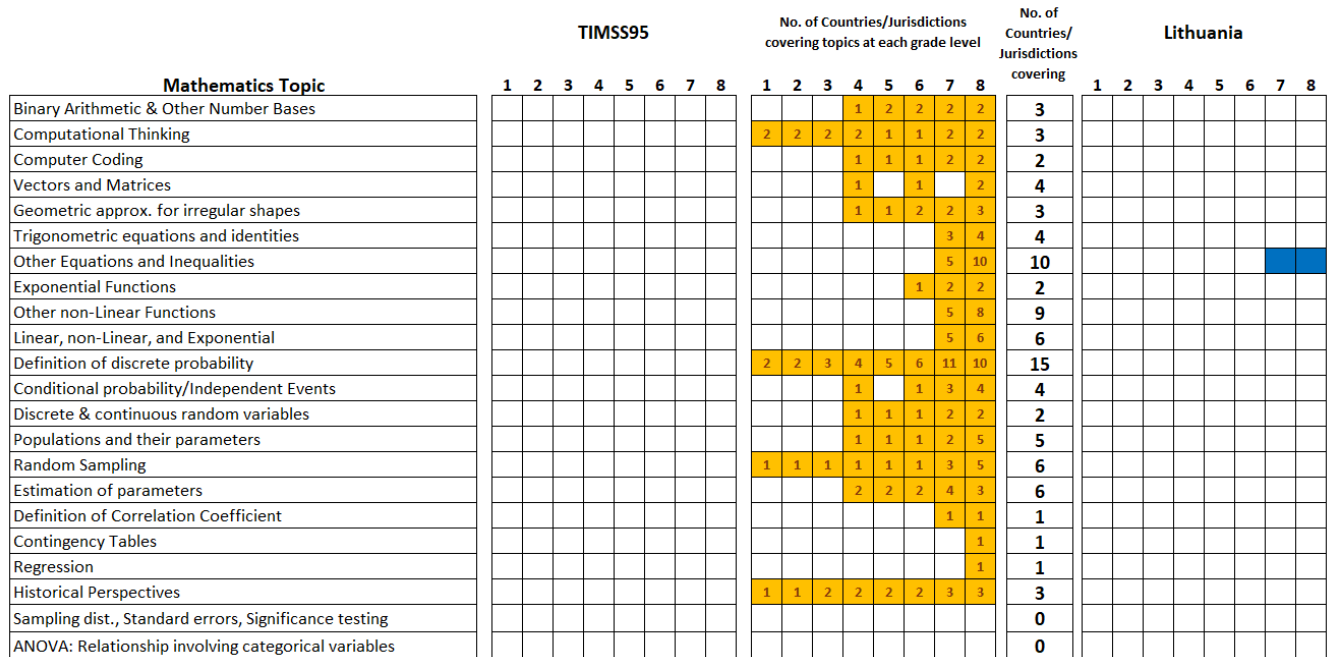 TIMSS95
No. of Countries/Jurisdictions
covering topics at each grade level
No. of
Countries/
Jurisdictions
covering
Lithuania
Mathematics Topic 1 2 3 4 5 6 7 8 1 2 3 4 5 6 7 8 1 2 3 4 5 6 7 8
Binary Arithmetic & Other Number Bases 1 2 2 2 2 3
Computational Thinking 2 2 2 2 1 1 2 2 3
Computer Coding 1 1 1 2 2 2
Vectors and Matrices 1 1 2 4
Geometric approx. for irregular shapes 1 1 2 2 3 3
Trigonometric equations and identities 3 4 4
Other Equations and Inequalities 5 10 10
Exponential Functions 1 2 2 2
Other non-Linear Functions 5 8 9
Linear, non-Linear, and Exponential 5 6 6
Definition of discrete probability 2 2 3 4 5 6 11 10 15
Conditional probability/Independent Events 1 1 3 4 4
Discrete & continuous random variables 1 1 1 2 2 2
Populations and their parameters 1 1 1 2 5 5
Random Sampling 1 1 1 1 1 1 3 5 6
Estimation of parameters 2 2 2 4 3 6
Definition of Correlation Coefficient 1 1 1
Contingency Tables 1 1
Regression 1 1
Historical Perspectives 1 1 2 2 2 2 3 3 3
Sampling dist., Standard errors, Significance testing 0
ANOVA: Relationship involving categorical variables 0